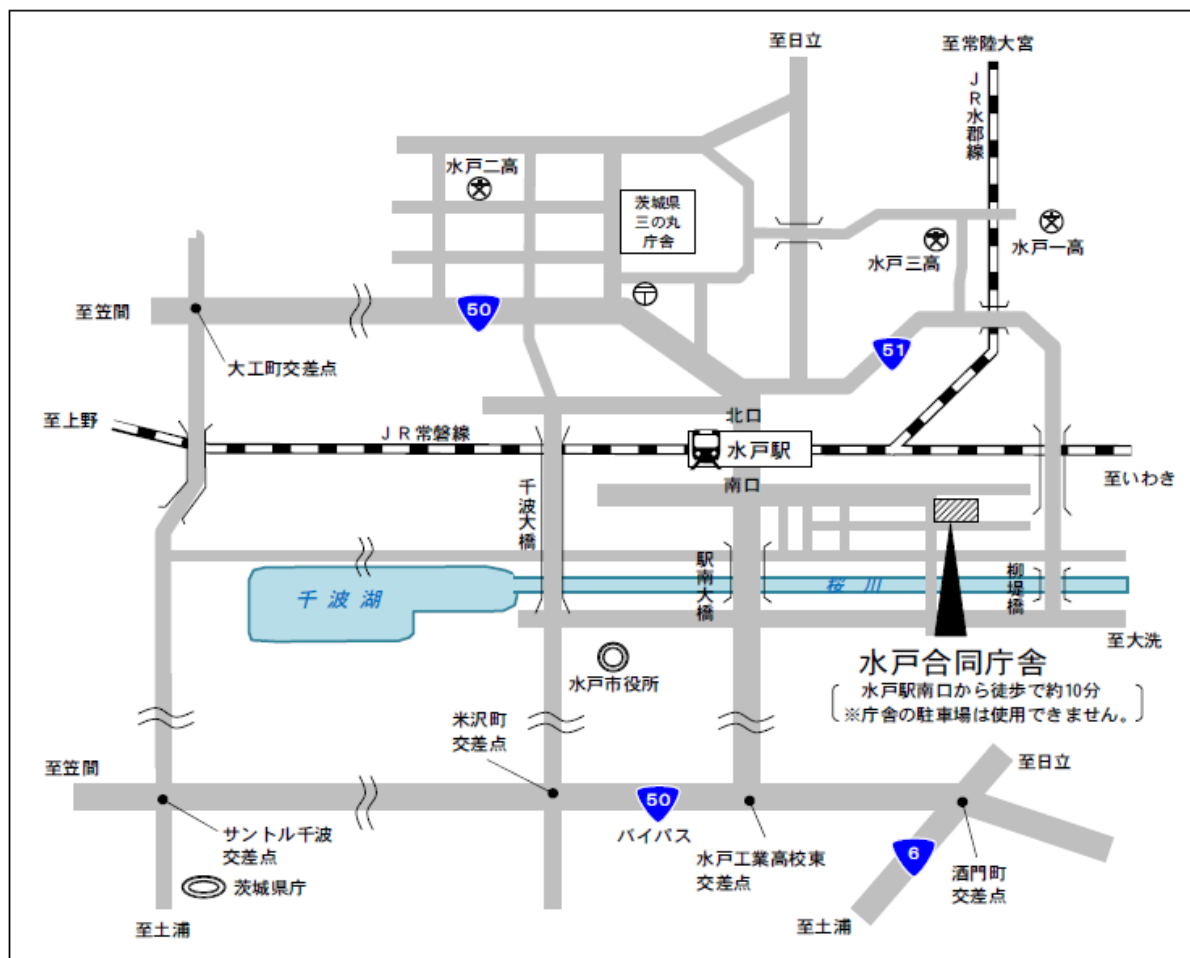 至日立
至常陸大宮
ＪＲ水郡線
水戸二高
茨城県
三の丸
庁舎
水戸三高
水戸一高
至笠間
50
51
大工町交差点
至上野
ＪＲ常磐線
北口
水戸駅
南口
至いわき
千波大橋
駅南大橋
柳堤橋
千波湖
桜川
至大洗
水戸市役所
水戸合同庁舎
水戸駅南口から徒歩で約10分
※庁舎の駐車場は使用できません。
米沢町
交差点
至笠間
至日立
50
バイパス
サントル千波
交差点
水戸工業高校東
交差点
6
酒門町
交差点
茨城県庁
至土浦
至土浦